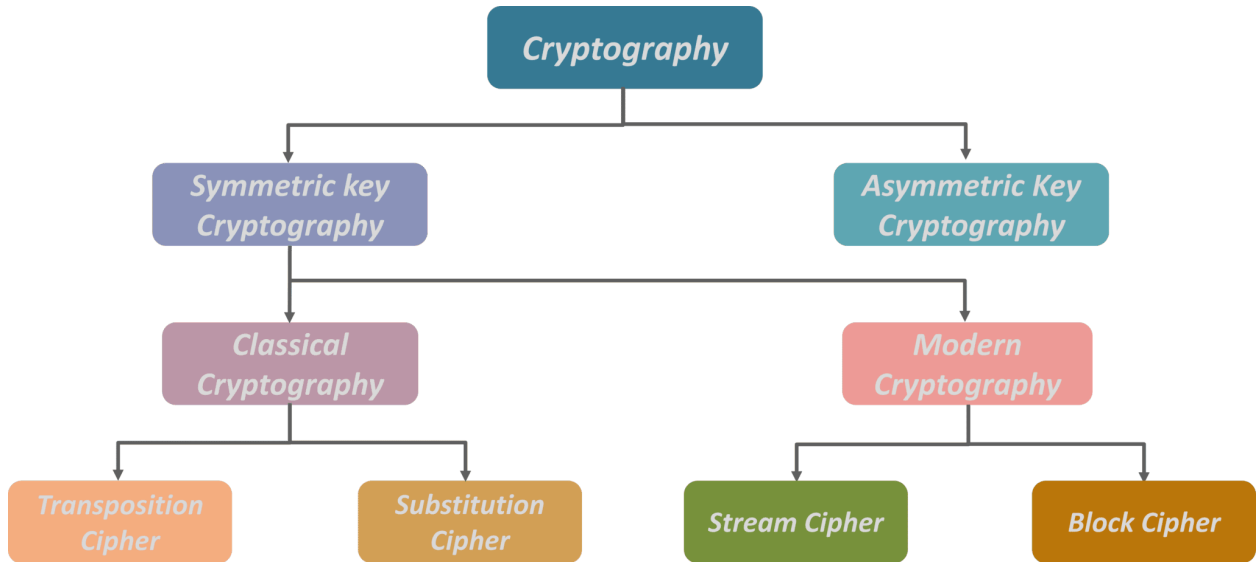 Cryptography
Symmetric key
Cryptography
Asymmetric Key
Cryptography
Classical
Cryptography
Modern
Cryptography
Transposition
Cipher
Substitution
Cipher
Stream Cipher
Block Cipher